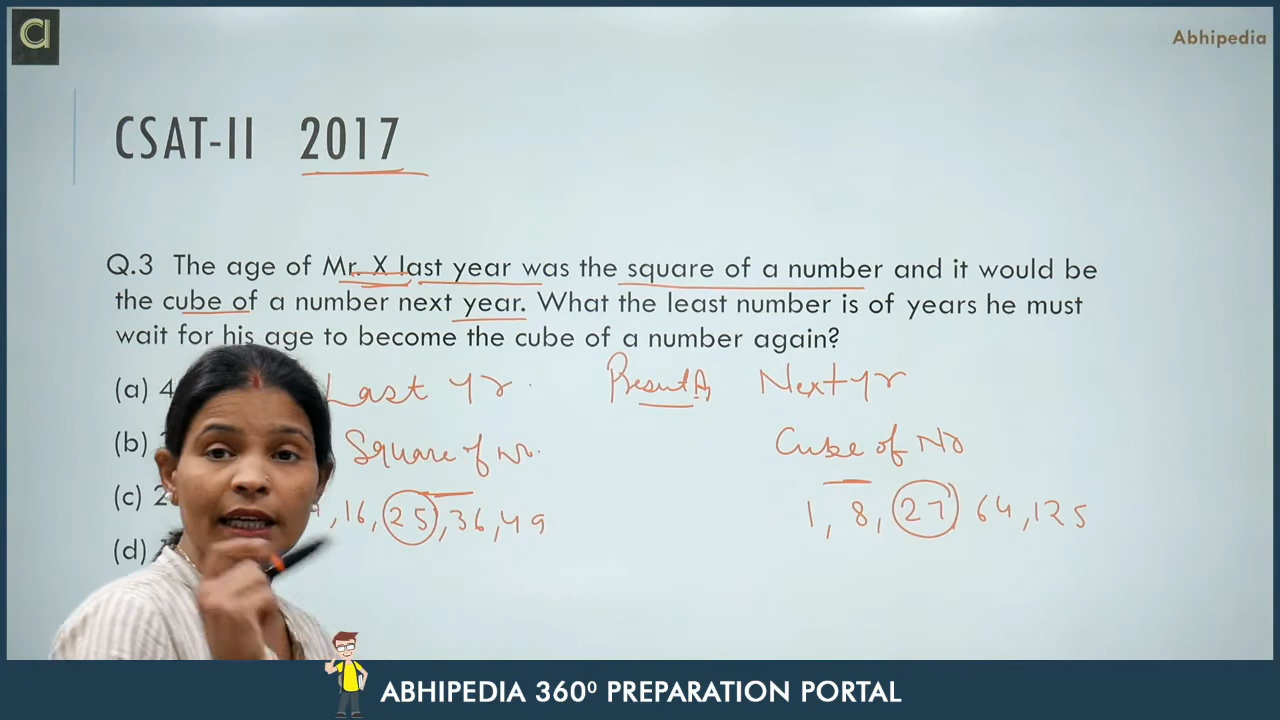 Abhipedia
CSAT-II 2017
Q.3 The age of Mr. X last year was the square of a number and it would be
the cube of a number next year. What the least number is of years he must
wait for his age to become the cube of a number again?
(a) 4
Last yr. Present Ag Next yr
(b)
Square of No. Cube of No
(c) 2
, 16, 25, 36, 49 1, 8, 27, 64, 125
(d)
ABHIPEDIA 360⁰ PREPARATION PORTAL